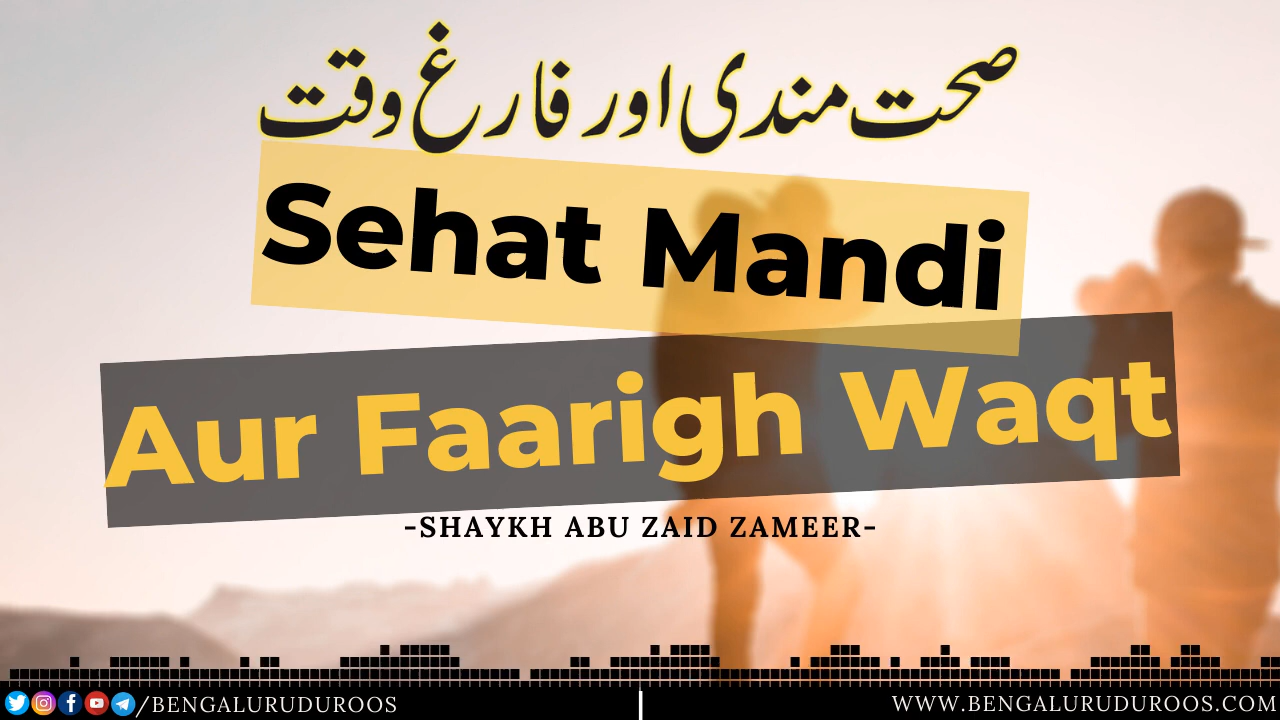 صحت مندی اور فارغ وقت
Sehat Mandi
Aur Faarigh Waqt
-SHAYKH ABU ZAID ZAMEER-
/BENGALURUDUROOS
WWW.BENGALURUDUROOS.COM